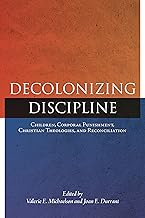 DECOLONIZING
DISCIPLINE
Children, Corporal Punishment,
Christian Theologies, and Reconciliation
Edited by
Valerie E. Michaelson and Joan E. Durrant